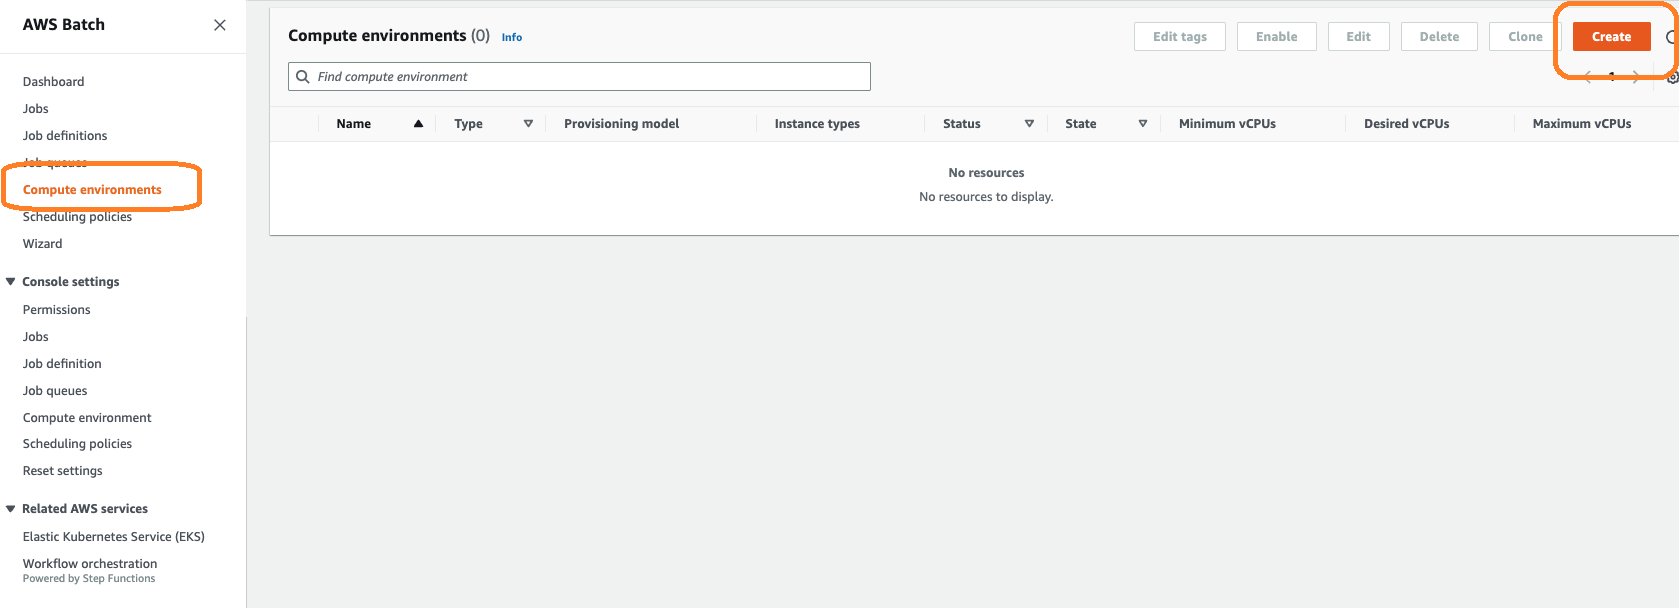 AWS Batch
Dashboard
Jobs
Job definitions
Job queues
Compute environments
Scheduling policies
Wizard
Console settings
Permissions
Jobs
Job definition
Job queues
Compute environment
Scheduling policies
Reset settings
Related AWS services
Elastic Kubernetes Service (EKS)
Workflow orchestration
Powered by Step Functions
Compute environments (0) Info
Edit tags Enable Edit Delete Clone Create
Find compute environment
1
Name Type Provisioning model Instance types Status State Minimum vCPUs Desired vCPUs Maximum vCPUs
No resources
No resources to display.